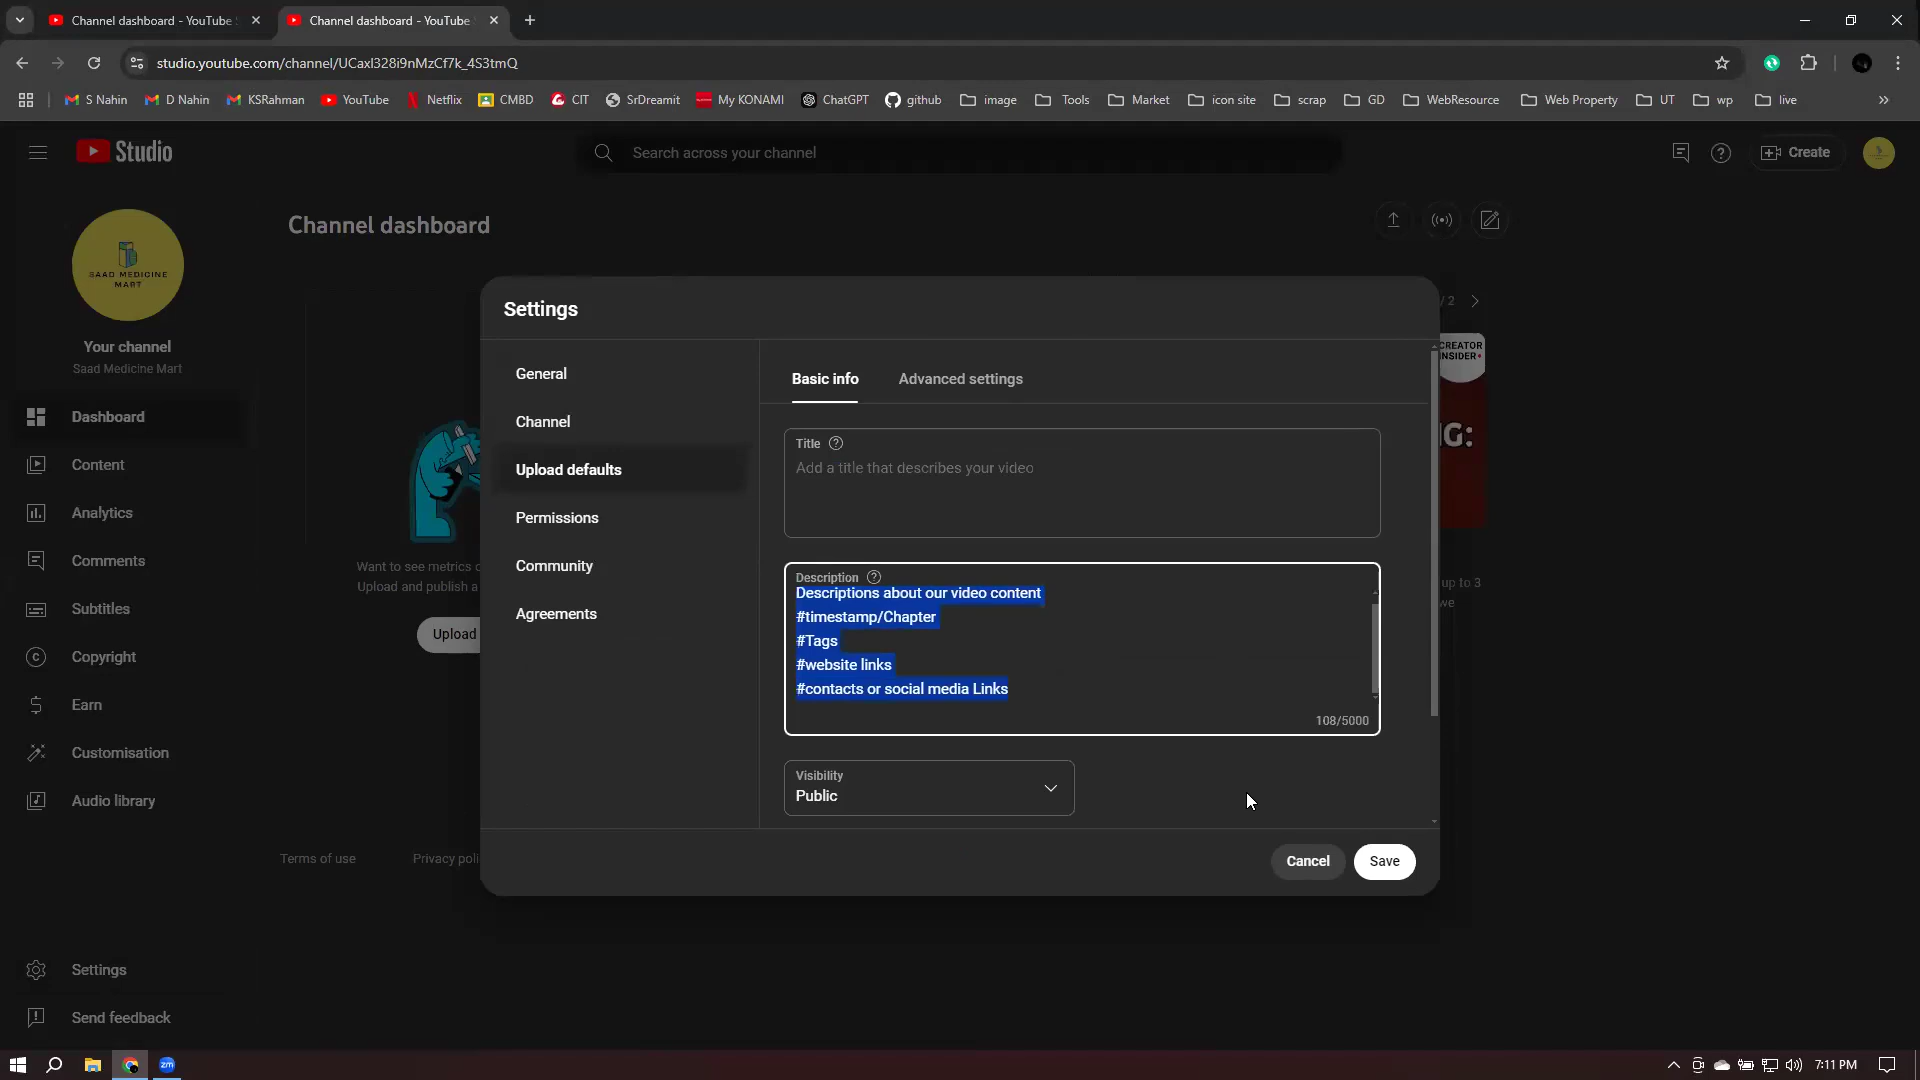 Channel dashboard - YouTube
Channel dashboard - YouTube
studio.youtube.com/channel/UCaxl328i9nMzCf7k_4S3tmQ
S Nahin
D Nahin
KSRahman
YouTube
Netflix
CMBD
CIT
SrDreamit
My KONAMI
ChatGPT
github
image
Tools
Market
icon site
scrap
GD
WebResource
Web Property
UT
wp
live
Studio
Search across your channel
Create
Channel dashboard
SAAD MEDICINE
MART
Your channel
Saad Medicine Mart
Dashboard
Content
Analytics
Comments
Subtitles
Copyright
Earn
Customisation
Audio library
Settings
Send feedback
Want to see metrics
Upload and publish a
Upload
Terms of use
Privacy poli
/ 2
CREATOR
INSIDER
G:
up to 3
we
Settings
General
Channel
Upload defaults
Permissions
Community
Agreements
Basic info
Advanced settings
Title
Add a title that describes your video
Description
Descriptions about our video content
#timestamp/Chapter
#Tags
#website links
#contacts or social media Links
108/5000
Visibility
Public
Cancel
Save
zm
7:11 PM